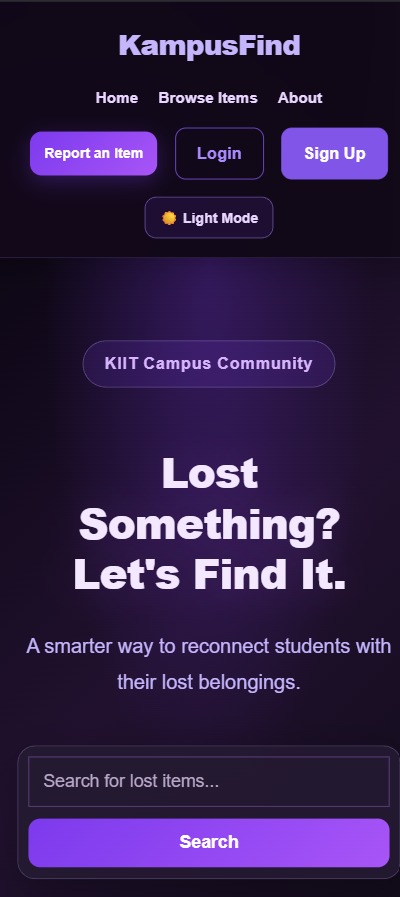 KampusFind
Home Browse Items About
Report an Item Login Sign Up
Light Mode
KIIT Campus Community
Lost
Something?
Let's Find It.
A smarter way to reconnect students with
their lost belongings.
Search for lost items...
Search